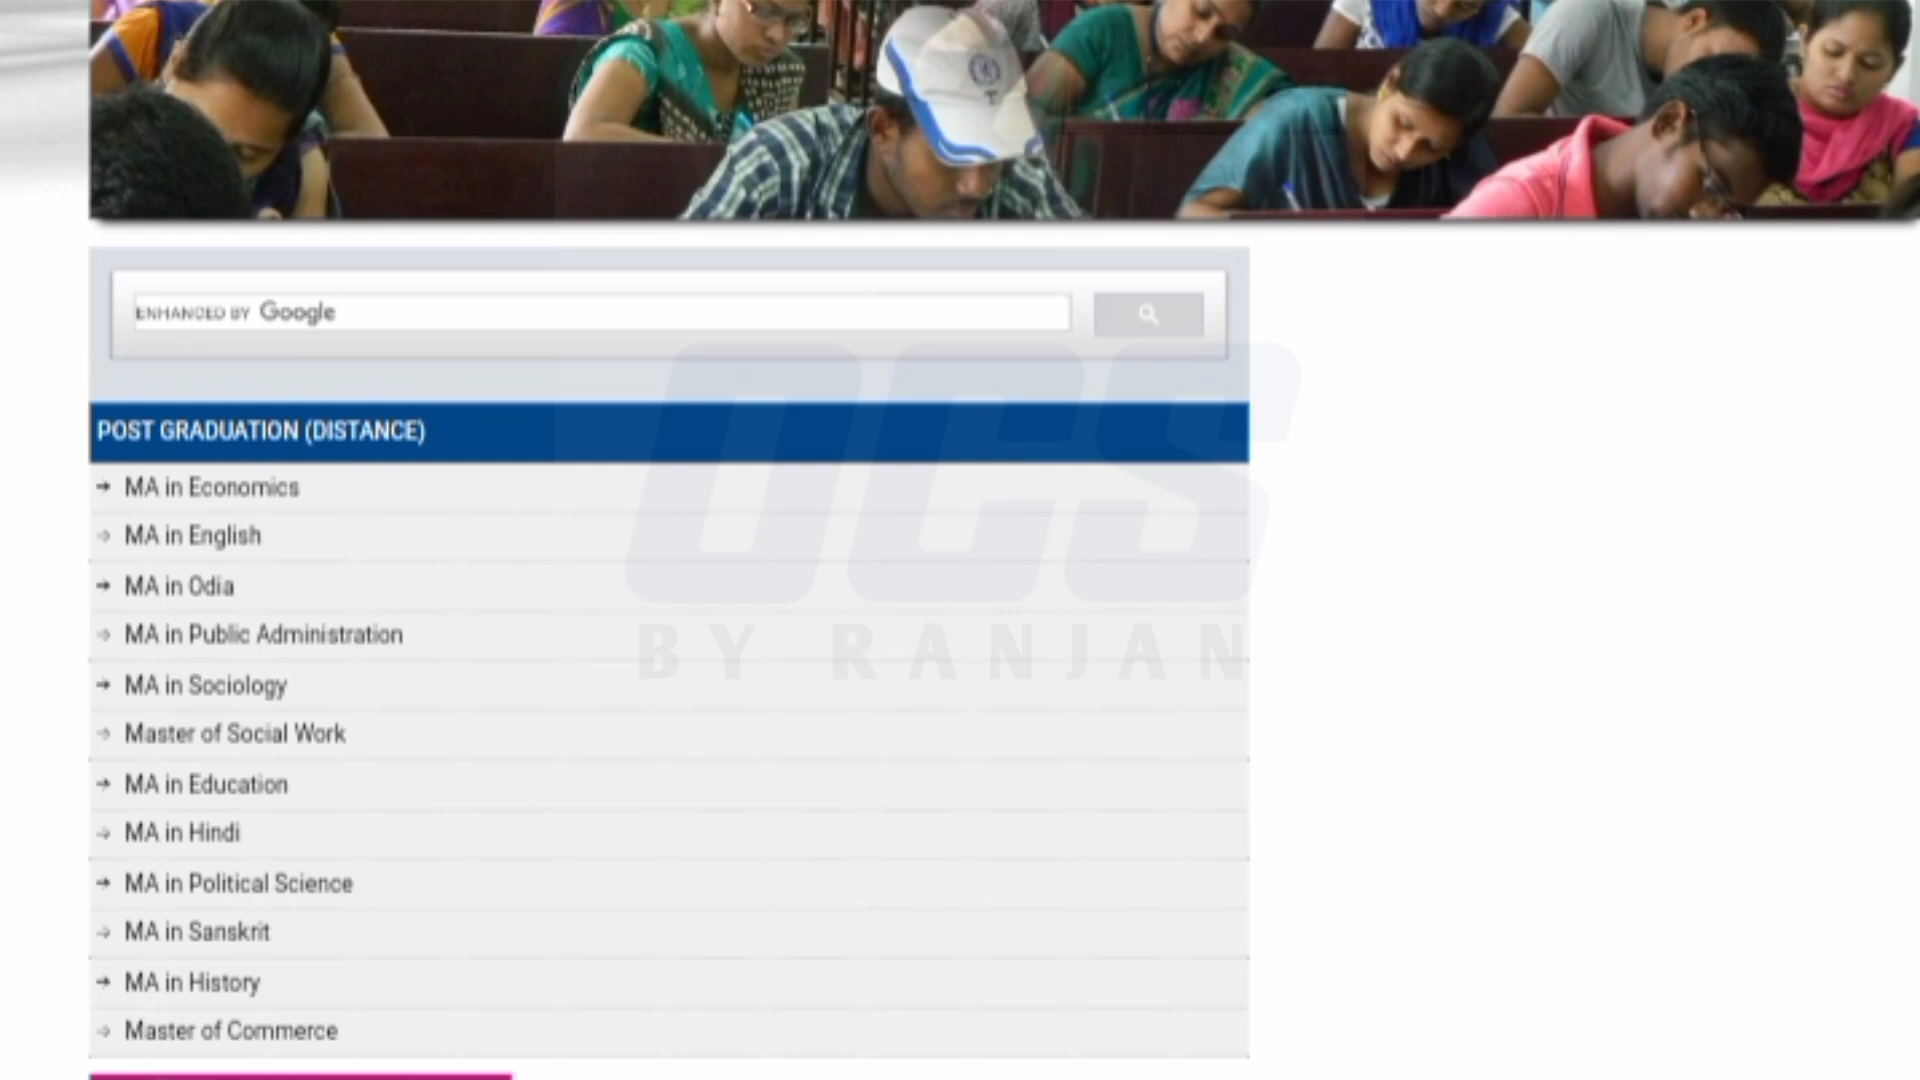 ENHANCED BY Google
POST GRADUATION (DISTANCE)
MA in Economics
MA in English
MA in Odia
MA in Public Administration
MA in Sociology
Master of Social Work
MA in Education
MA in Hindi
MA in Political Science
MA in Sanskrit
MA in History
Master of Commerce
OCS
BY RANJAN